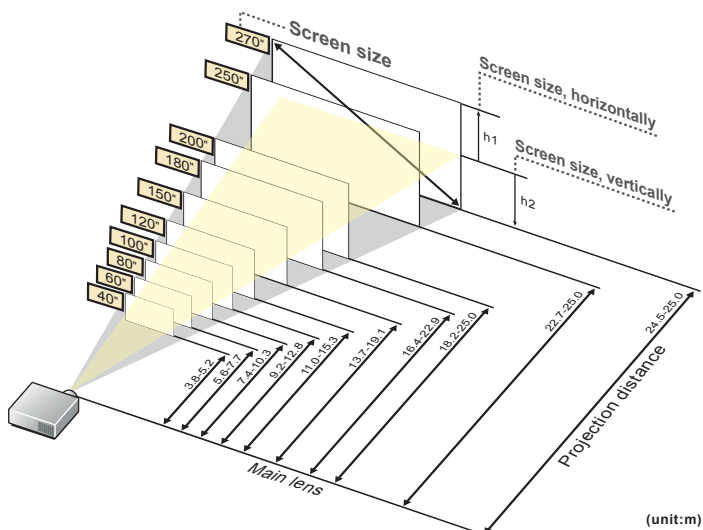 Screen size
Screen size, horizontally
Screen size, vertically
270"
250"
200"
180"
150"
120"
100"
80"
60"
40"
h1
h2
3.8-5.2
5.6-7.7
7.4-10.3
9.2-12.8
11.0-15.3
13.7-19.1
16.4-22.9
18.2-25.0
22.7-25.0
24.5-25.0
Projection distance
Main lens
(unit:m)